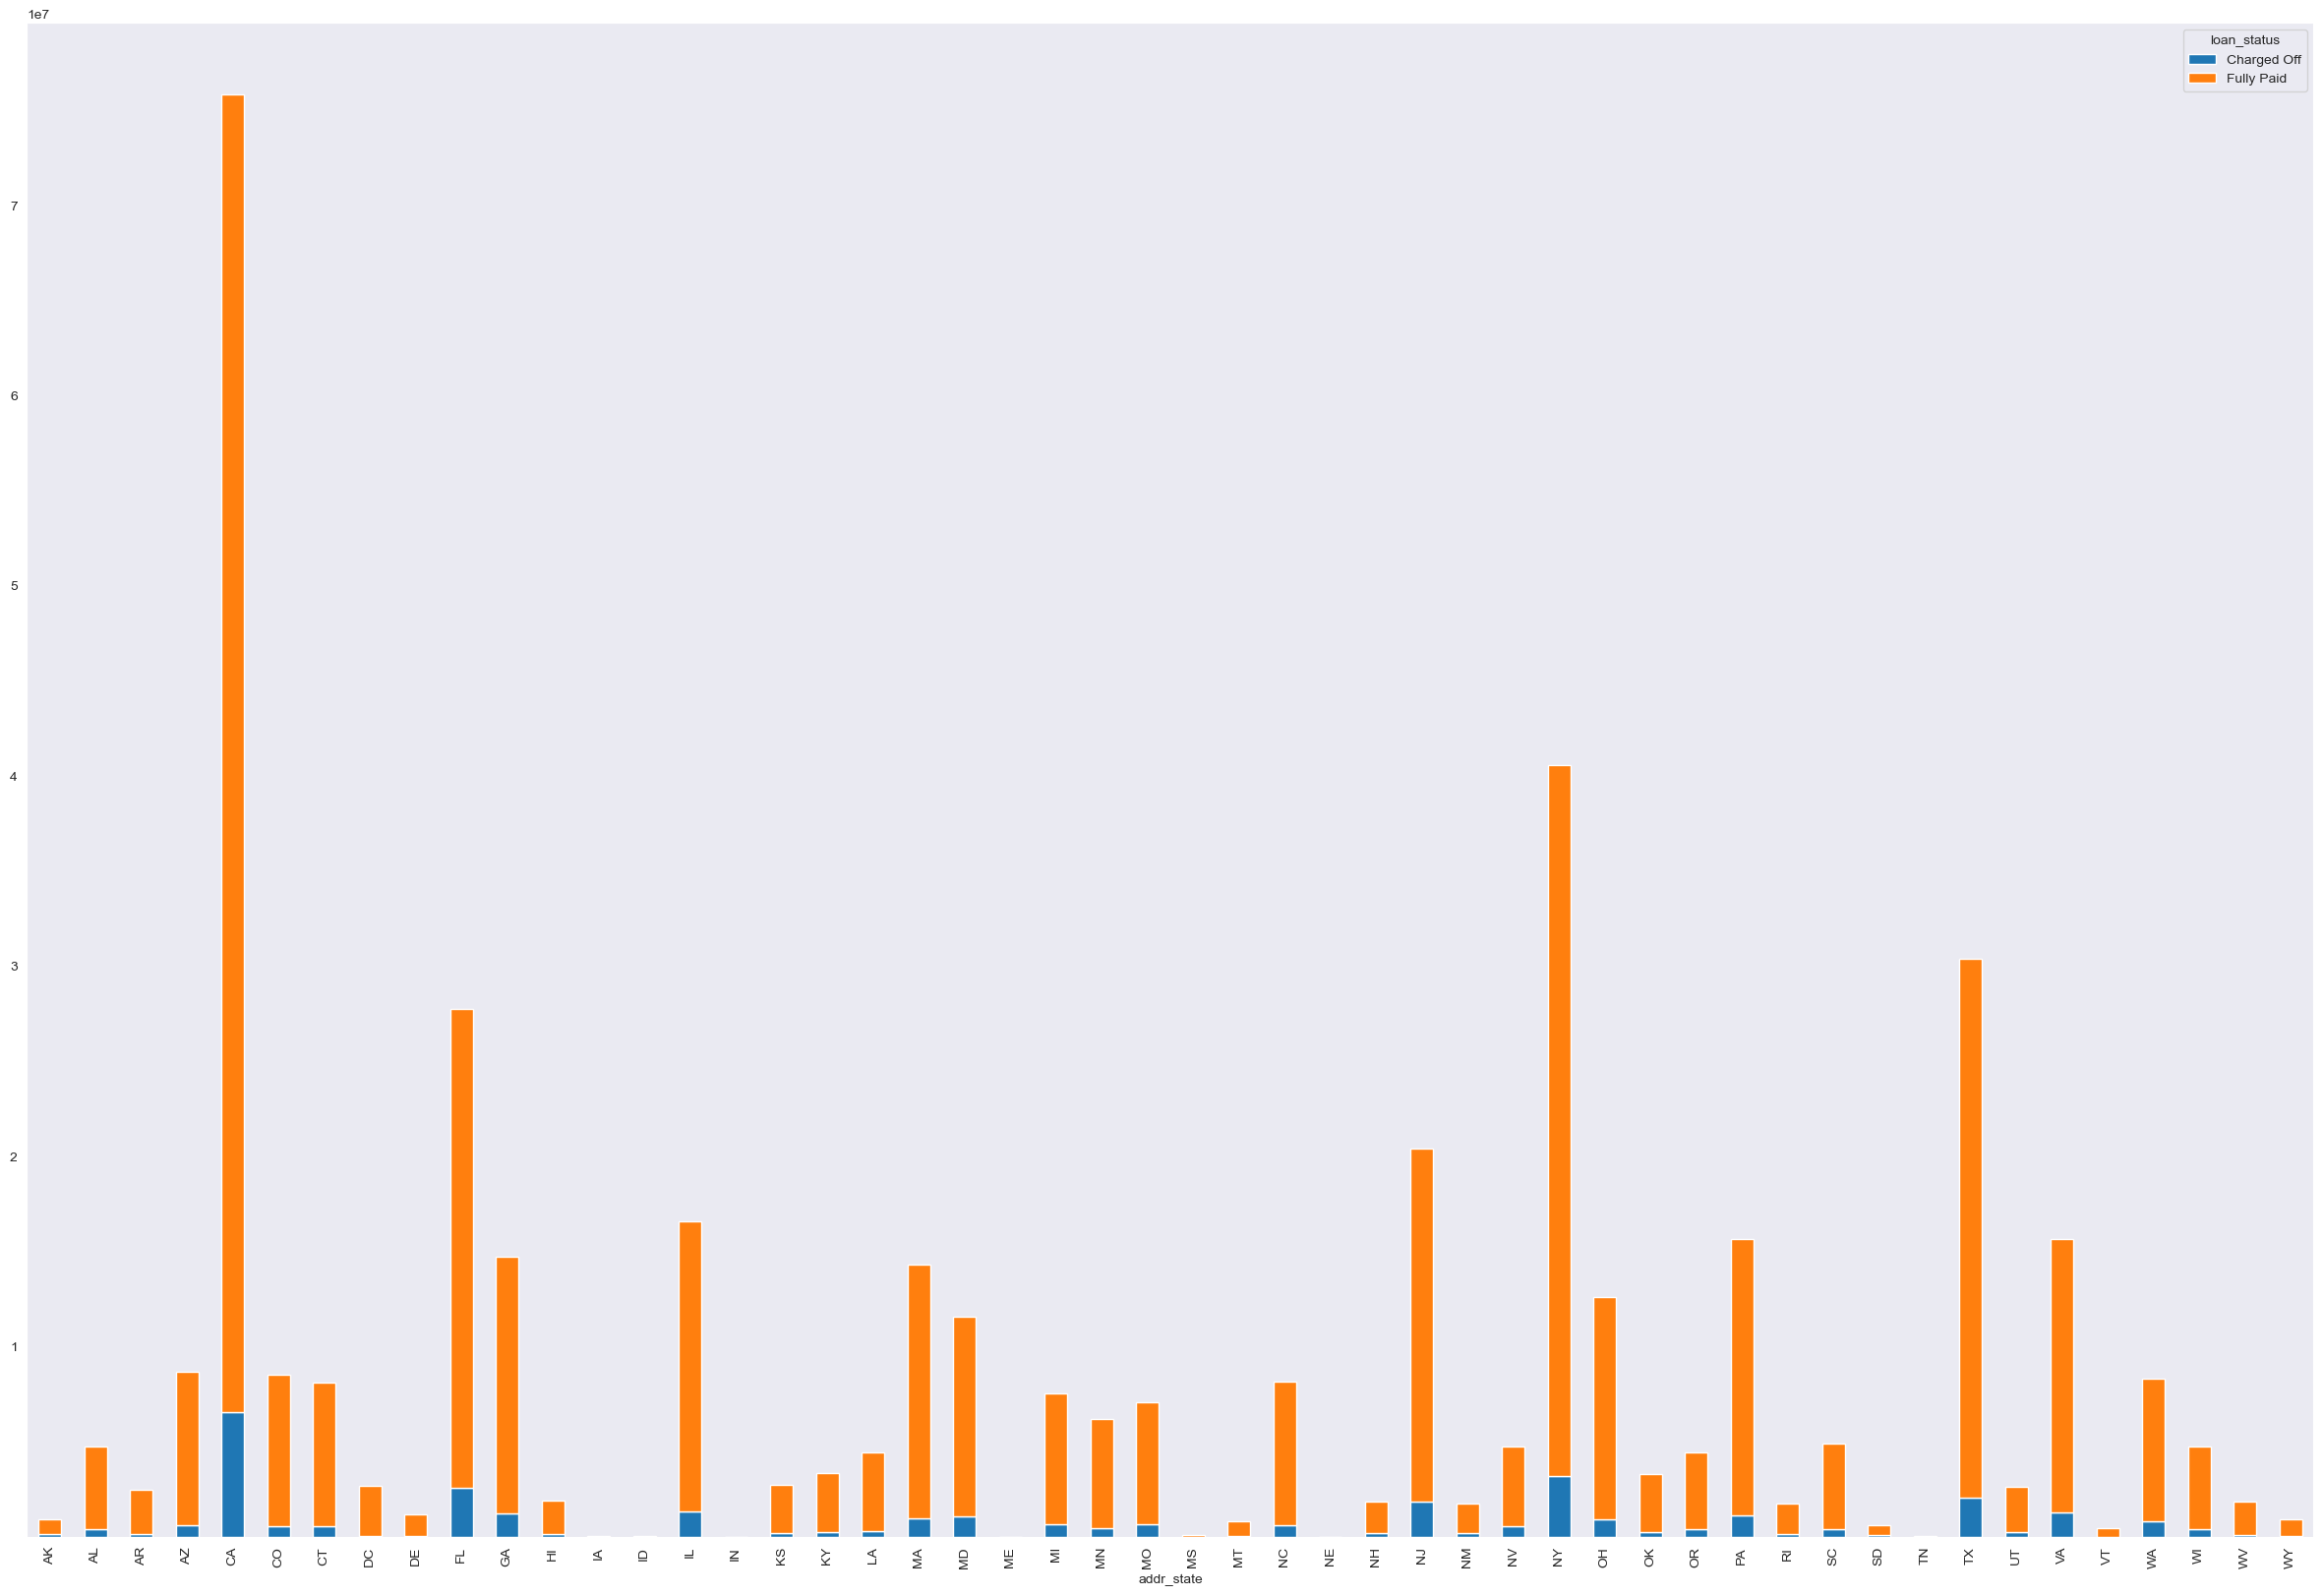 1e7
loan_status
Charged Off
Fully Paid
7
6
5
4
3
2
1
AK AL AR AZ CA CO CT DC DE FL GA HI IA ID IL IN KS KY LA MA MD ME MI MN MO MS MT NC NE NH NJ NM NV NY OH OK OR PA RI SC SD TN TX UT VA VT WA WI WV WY
addr_state